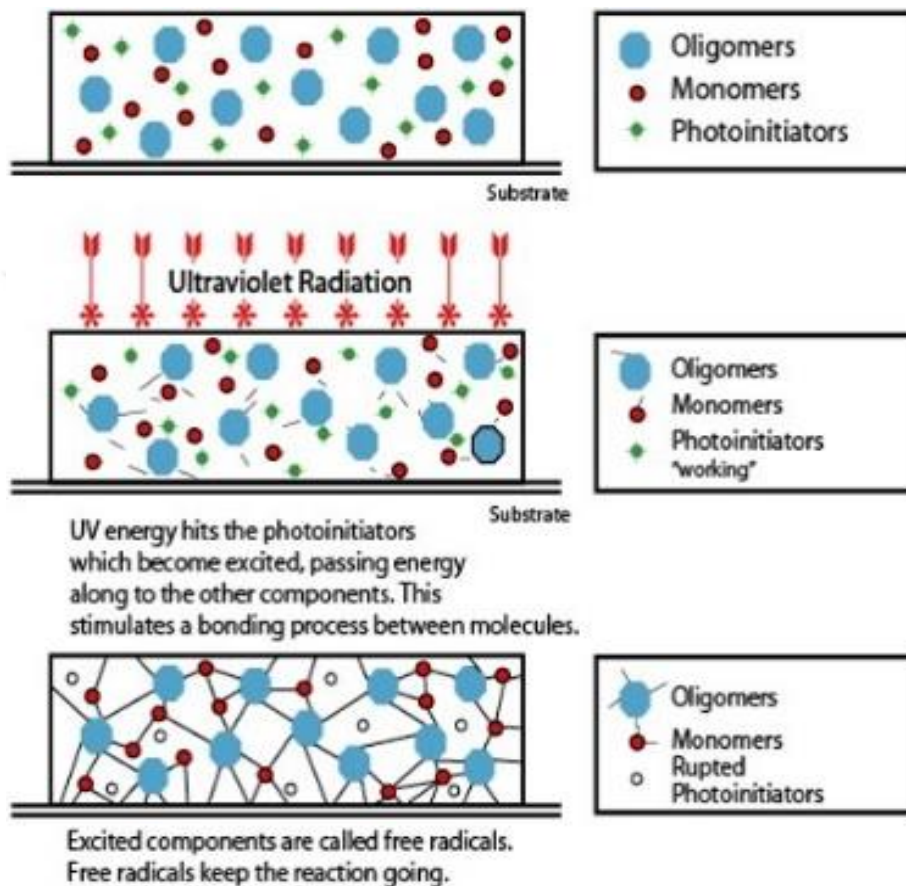 Oligomers
Monomers
Photoinitiators
Substrate
Ultraviolet Radiation
Oligomers
Monomers
Photoinitiators
"working"
Substrate
UV energy hits the photoinitiators
which become excited, passing energy
along to the other components. This
stimulates a bonding process between molecules.
Oligomers
Monomers
Rupted
Photoinitiators
Excited components are called free radicals.
Free radicals keep the reaction going.